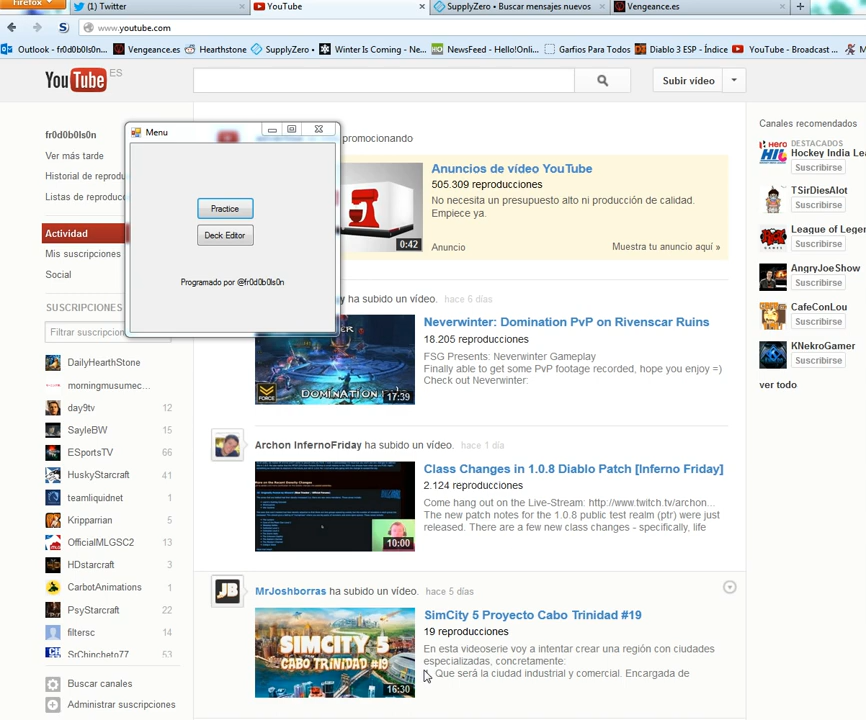 Firefox
(1) Twitter
YouTube
SupplyZero • Buscar mensajes nuevos
Vengeance.es
www.youtube.com
Outlook - fr0d0b0ls0n...
Vengeance.es
Hearthstone
SupplyZero •
Winter Is Coming - Ne...
NewsFeed - Hello!Onli...
Garfios Para Todos
Diablo 3 ESP - Índice
YouTube - Broadcast ...
YouTube ES
Subir vídeo
fr0d0b0ls0n
Ver más tarde
Historial de reprodu
Listas de reproducc
Actividad
Mis suscripciones
Social
SUSCRIPCIONES
Filtrar suscripcion
DailyHearthStone
morningmusumec...
day9tv 12
SayleBW 15
ESportsTV 66
HuskyStarcraft 41
teamliquidnet 1
Kripparrian 5
OfficialMLGSC2 13
HDstarcraft 31
CarbotAnimations 1
PsyStarcraft 22
filtersc 14
SrChincheto77 53
Buscar canales
Administrar suscripciones
Menu
Practice
Deck Editor
Programado por @fr0d0b0ls0n
promocionando
Anuncios de vídeo YouTube
505.309 reproducciones
No necesita un presupuesto alto ni producción de calidad.
Empiece ya.
0:42
Anuncio
Muestra tu anuncio aquí »
y ha subido un vídeo. hace 6 días
Neverwinter: Domination PvP on Rivenscar Ruins
18.205 reproducciones
FSG Presents: Neverwinter Gameplay
Finally able to get some PvP footage recorded, hope you enjoy =)
Check out Neverwinter:
FORCE
DOMINATION
17:39
Archon InfernoFriday ha subido un vídeo. hace 1 día
Class Changes in 1.0.8 Diablo Patch [Inferno Friday]
2.124 reproducciones
Come hang out on the Live-Stream: http://www.twitch.tv/archon...
The new patch notes for the 1.0.8 public test realm (ptr) were just
released. There are a few new class changes - specifically, life
10:00
JB
MrJoshborras ha subido un vídeo. hace 5 días
SimCity 5 Proyecto Cabo Trinidad #19
19 reproducciones
En esta videoserie voy a intentar crear una región con ciudades
especializadas, concretamente:
Que será la ciudad industrial y comercial. Encargada de
SIMCITY 5
CABO TRINIDAD #19
16:30
Canales recomendados
DESTACADOS
Hockey India Lea
Suscribirse
TSirDiesAlot
Suscribirse
League of Legen
Suscribirse
AngryJoeShow
Suscribirse
CafeConLou
Suscribirse
KNekroGamer
Suscribirse
ver todo